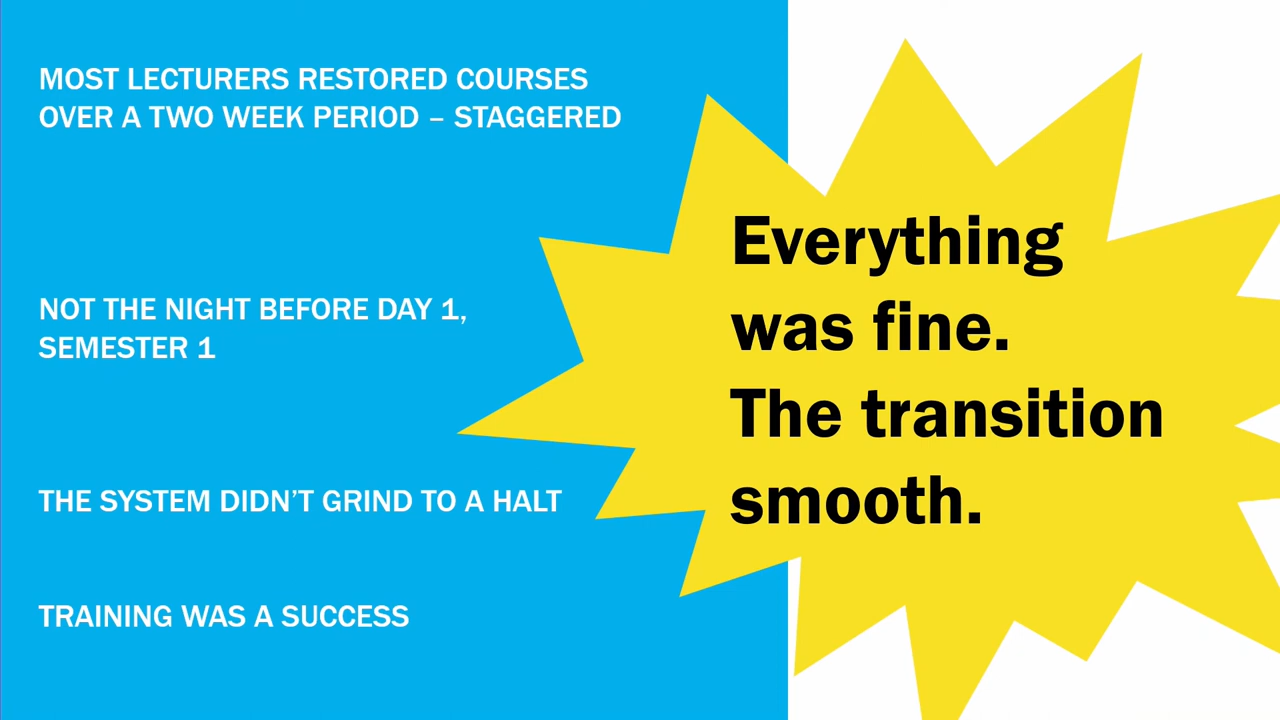 MOST LECTURERS RESTORED COURSES
OVER A TWO WEEK PERIOD – STAGGERED
NOT THE NIGHT BEFORE DAY 1,
SEMESTER 1
THE SYSTEM DIDN’T GRIND TO A HALT
TRAINING WAS A SUCCESS
Everything
was fine.
The transition
smooth.